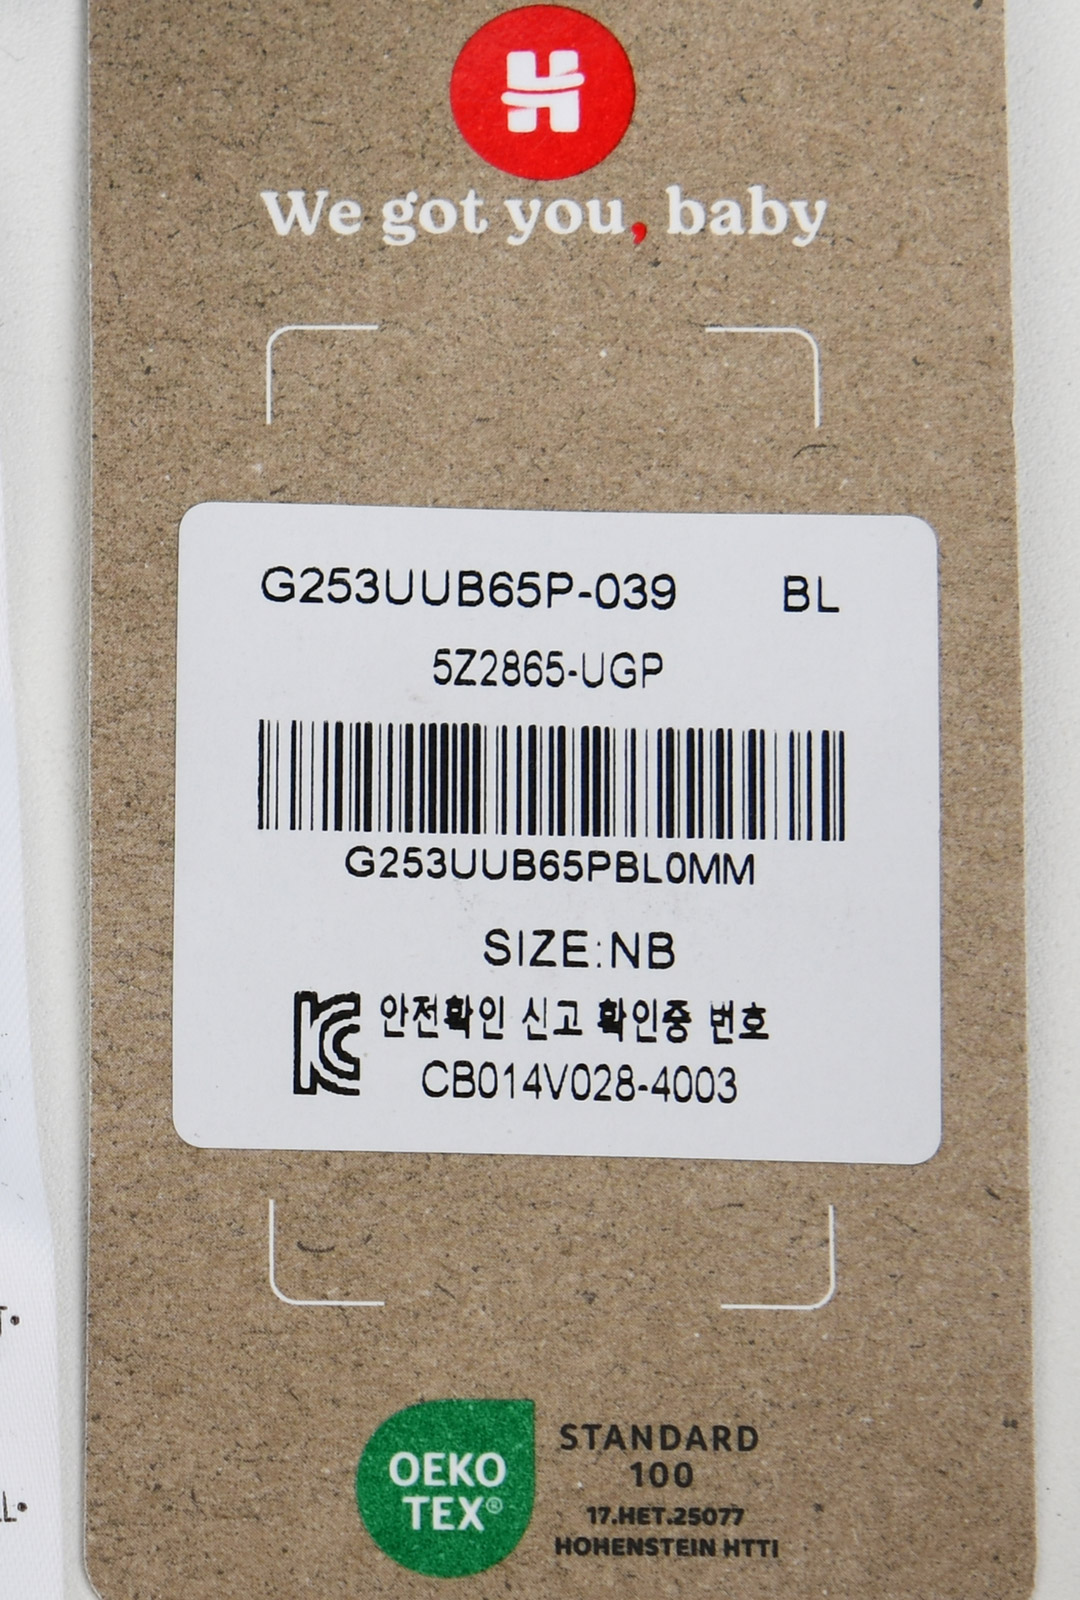 H
We got you, baby
G253UUB65P-039 BL
5Z2865-UGP
G253UUB65PBL0MM
SIZE:NB
안전확인 신고 확인증 번호
CB014V028-4003
OEKO
TEX®
STANDARD
100
17.HET.25077
HOHENSTEIN HTTI